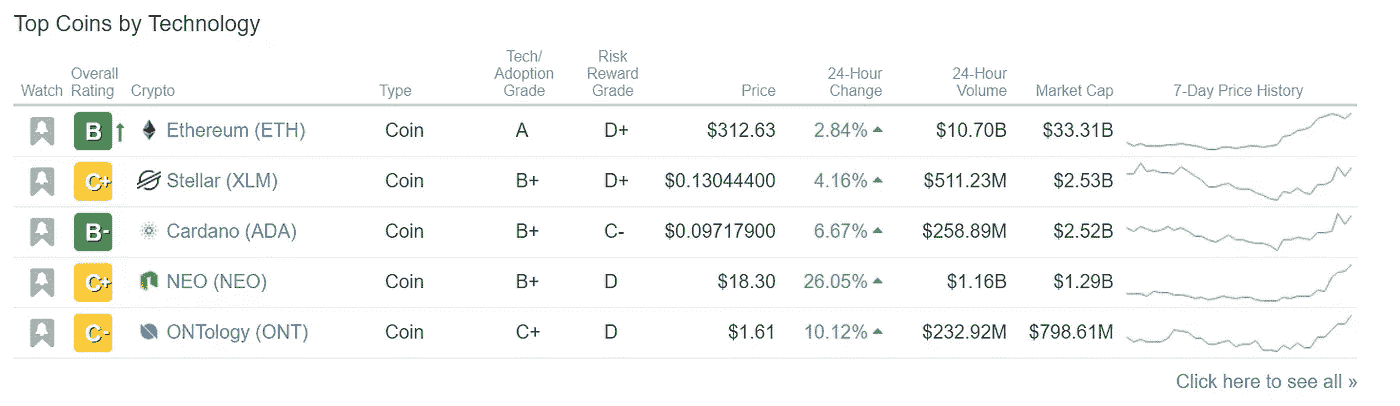 Top Coins by Technology
Watch Overall Rating Crypto Type Tech/ Adoption Grade Risk Reward Grade Price 24-Hour Change 24-Hour Volume Market Cap 7-Day Price History
B Ethereum (ETH) Coin A D+ $312.63 2.84% $10.70B $33.31B
C+ Stellar (XLM) Coin B+ D+ $0.13044400 4.16% $511.23M $2.53B
B- Cardano (ADA) Coin B+ C- $0.09717900 6.67% $258.89M $2.52B
C+ NEO (NEO) Coin B+ D $18.30 26.05% $1.16B $1.29B
C- ONTology (ONT) Coin C+ D $1.61 10.12% $232.92M $798.61M
Click here to see all »